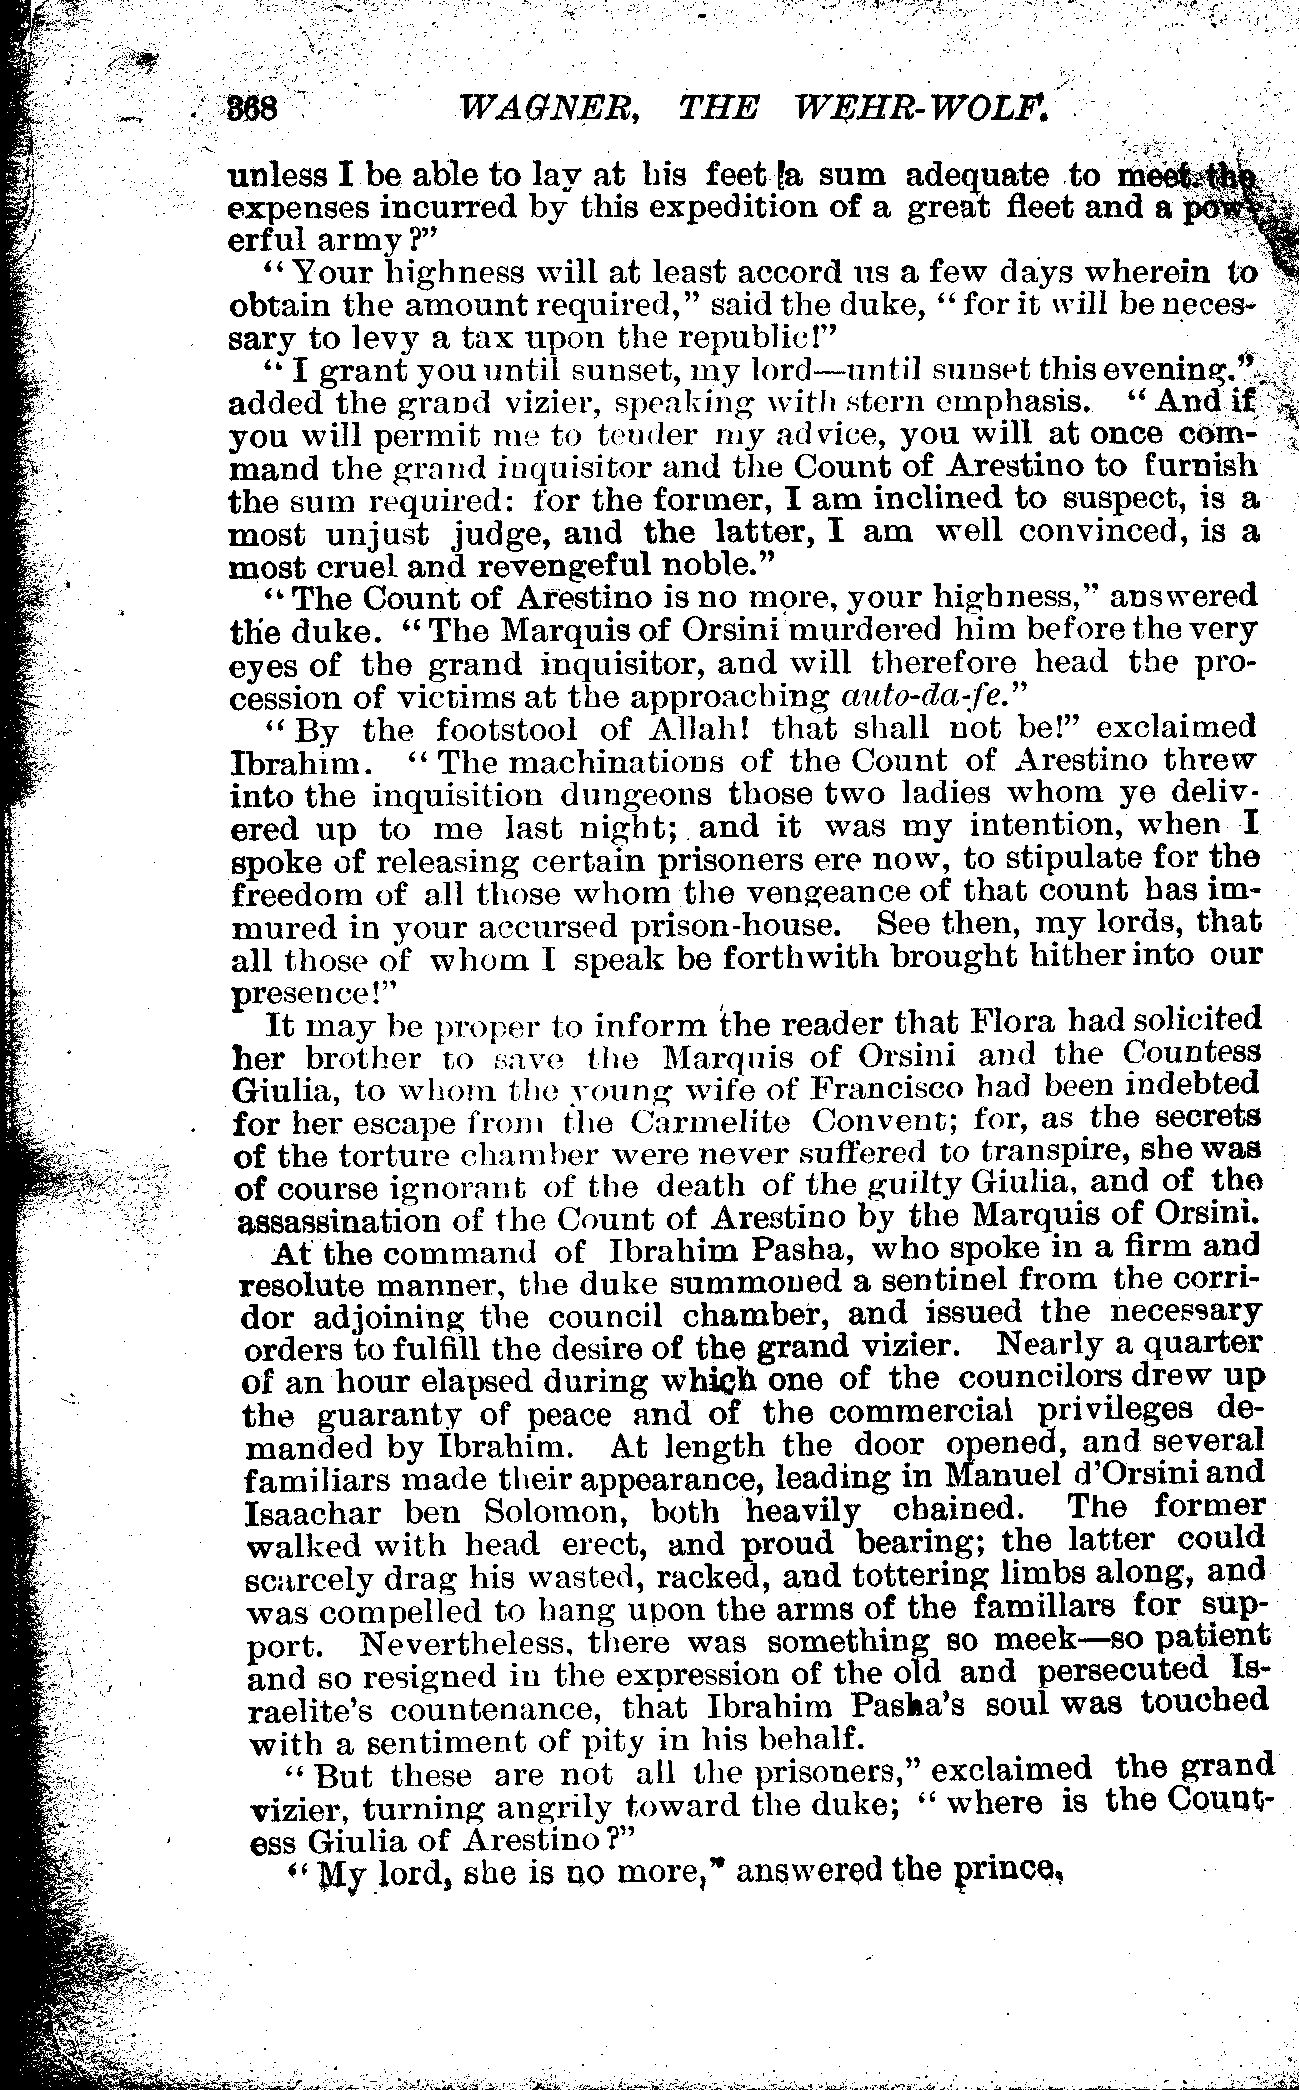 368 WAGNER, THE WEHR-WOLF.
unless I be able to lay at his feet a sum adequate to meet the
expenses incurred by this expedition of a great fleet and a pow-
erful army?”
“Your highness will at least accord us a few days wherein to
obtain the amount required,” said the duke, “for it will be neces-
sary to levy a tax upon the republic!”
“I grant you until sunset, my lord—until sunset this evening.”
added the grand vizier, speaking with stern emphasis. “And if
you will permit me to tender my advice, you will at once com-
mand the grand inquisitor and the Count of Arestino to furnish
the sum required: for the former, I am inclined to suspect, is a
most unjust judge, and the latter, I am well convinced, is a
most cruel and revengeful noble.”
“The Count of Arestino is no more, your highness,” answered
the duke. “The Marquis of Orsini murdered him before the very
eyes of the grand inquisitor, and will therefore head the pro-
cession of victims at the approaching auto-da-fe.”
“By the footstool of Allah! that shall not be!” exclaimed
Ibrahim. “The machinations of the Count of Arestino threw
into the inquisition dungeons those two ladies whom ye deliv-
ered up to me last night; and it was my intention, when I
spoke of releasing certain prisoners ere now, to stipulate for the
freedom of all those whom the vengeance of that count has im-
mured in your accursed prison-house. See then, my lords, that
all those of whom I speak be forthwith brought hither into our
presence!”
It may be proper to inform the reader that Flora had solicited
her brother to save the Marquis of Orsini and the Countess
Giulia, to whom the young wife of Francisco had been indebted
for her escape from the Carmelite Convent; for, as the secrets
of the torture chamber were never suffered to transpire, she was
of course ignorant of the death of the guilty Giulia, and of the
assassination of the Count of Arestino by the Marquis of Orsini.
At the command of Ibrahim Pasha, who spoke in a firm and
resolute manner, the duke summoned a sentinel from the corri-
dor adjoining the council chamber, and issued the necessary
orders to fulfill the desire of the grand vizier. Nearly a quarter
of an hour elapsed during which one of the councilors drew up
the guaranty of peace and of the commercial privileges de-
manded by Ibrahim. At length the door opened, and several
familiars made their appearance, leading in Manuel d’Orsini and
Isaachar ben Solomon, both heavily chained. The former
walked with head erect, and proud bearing; the latter could
scarcely drag his wasted, racked, and tottering limbs along, and
was compelled to hang upon the arms of the famillars for sup-
port. Nevertheless, there was something so meek—so patient
and so resigned in the expression of the old and persecuted Is-
raelite’s countenance, that Ibrahim Pasha’s soul was touched
with a sentiment of pity in his behalf.
“But these are not all the prisoners,” exclaimed the grand
vizier, turning angrily toward the duke; “where is the Count-
ess Giulia of Arestino?”
“My lord, she is no more,” answered the prince,